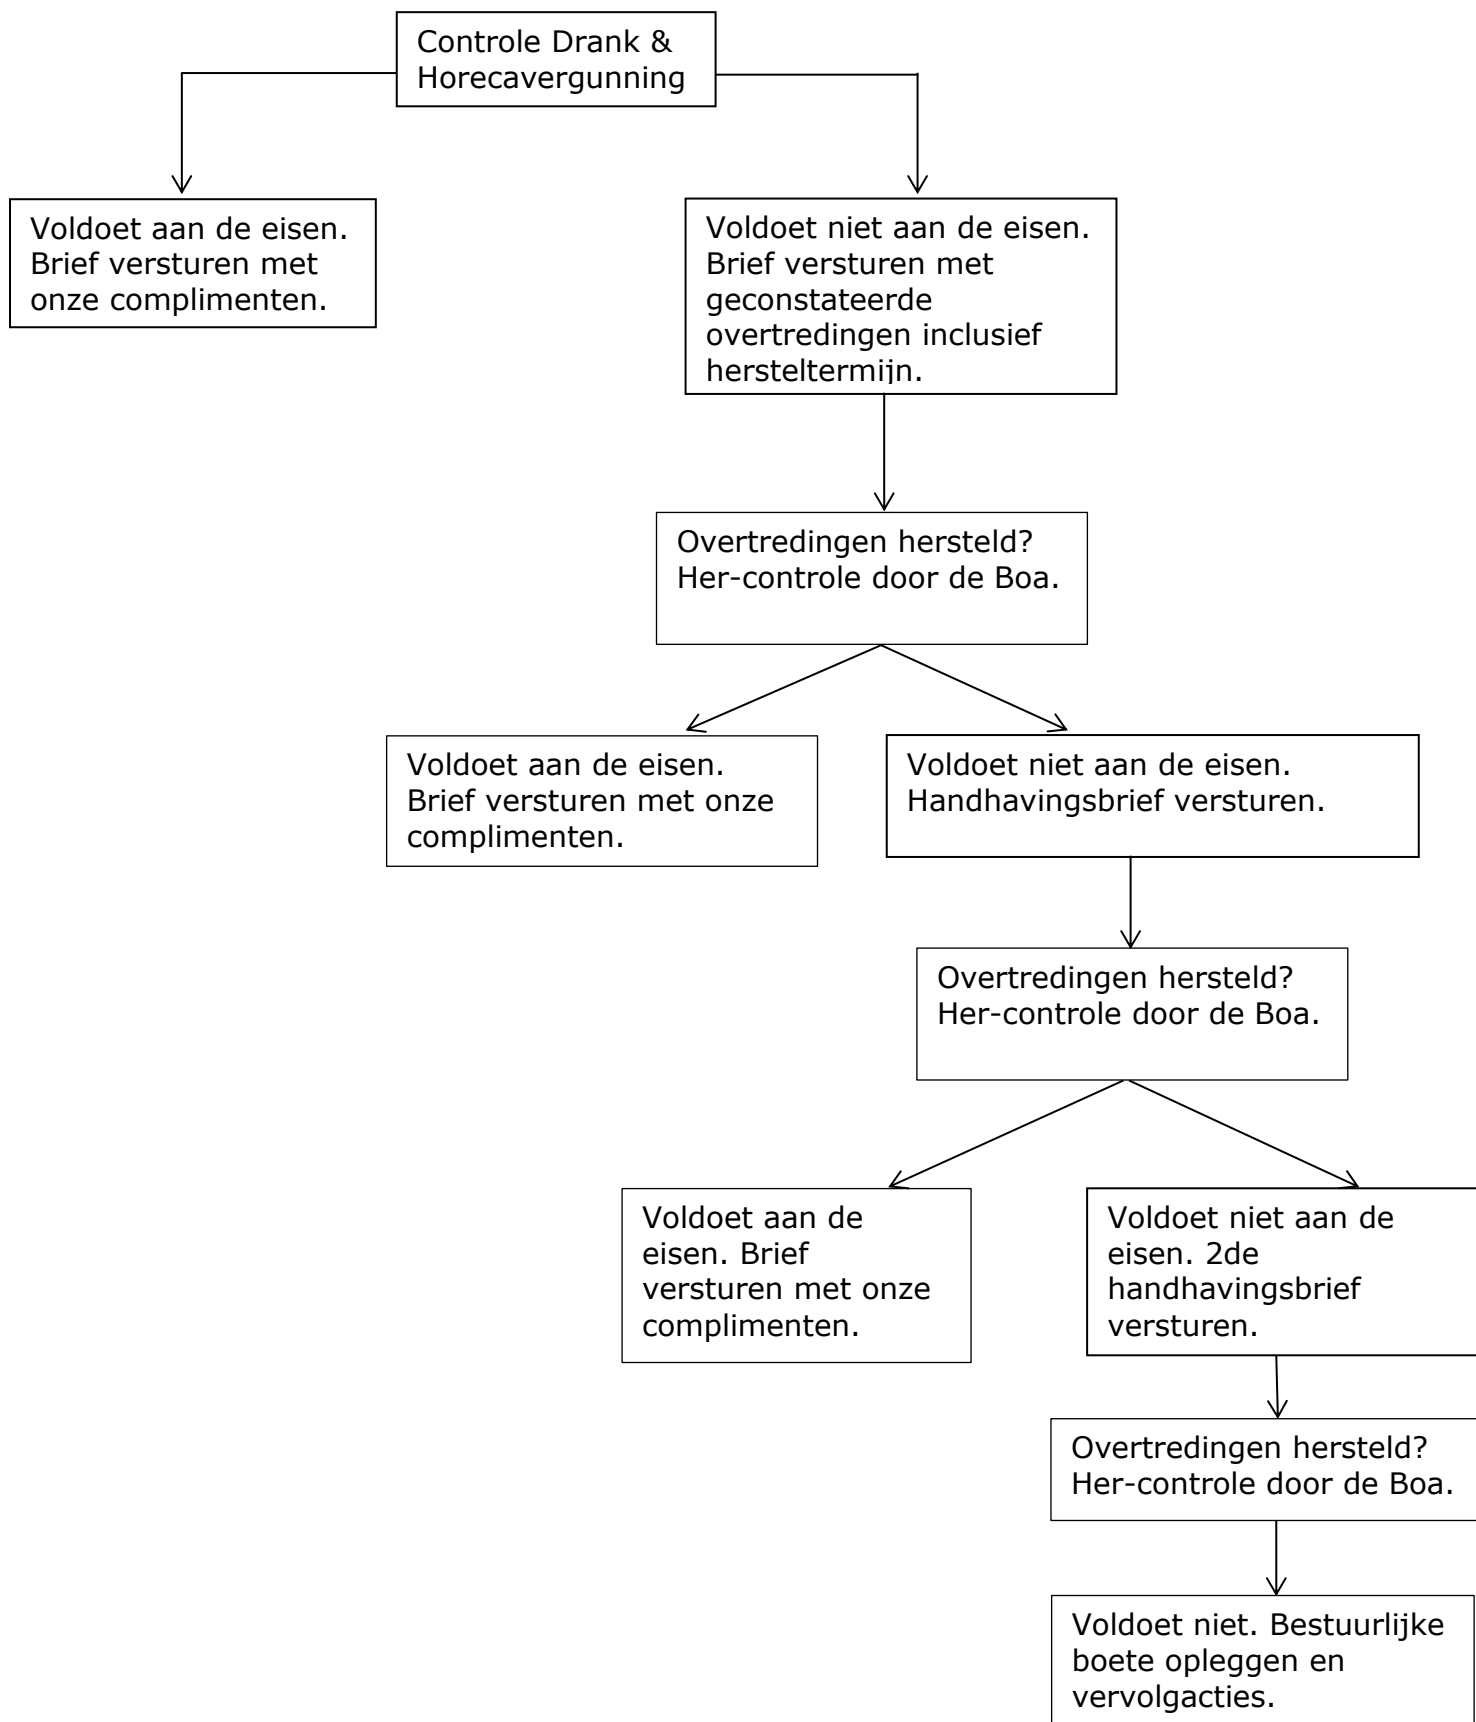 Controle Drank &
Horecavergunning
Voldoet aan de eisen.
Brief versturen met
onze complimenten.
Voldoet niet aan de eisen.
Brief versturen met
geconstateerde
overtredingen inclusief
hersteltermijn.
Overtredingen hersteld?
Her-controle door de Boa.
Voldoet aan de eisen.
Brief versturen met onze
complimenten.
Voldoet niet aan de eisen.
Handhavingsbrief versturen.
Overtredingen hersteld?
Her-controle door de Boa.
Voldoet aan de
eisen. Brief
versturen met onze
complimenten.
Voldoet niet aan de
eisen. 2de
handhavingsbrief
versturen.
Overtredingen hersteld?
Her-controle door de Boa.
Voldoet niet. Bestuurlijke
boete opleggen en
vervolgacties.